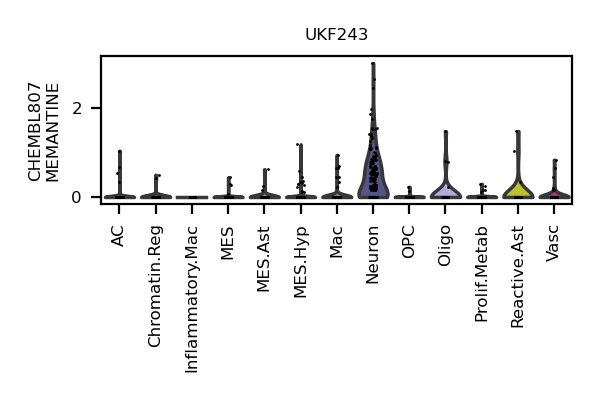 UKF243
CHEMBL807
MEMANTINE
2
0
AC
Chromatin.Reg
Inflammatory.Mac
MES
MES.Ast
MES.Hyp
Mac
Neuron
OPC
Oligo
Prolif.Metab
Reactive.Ast
Vasc